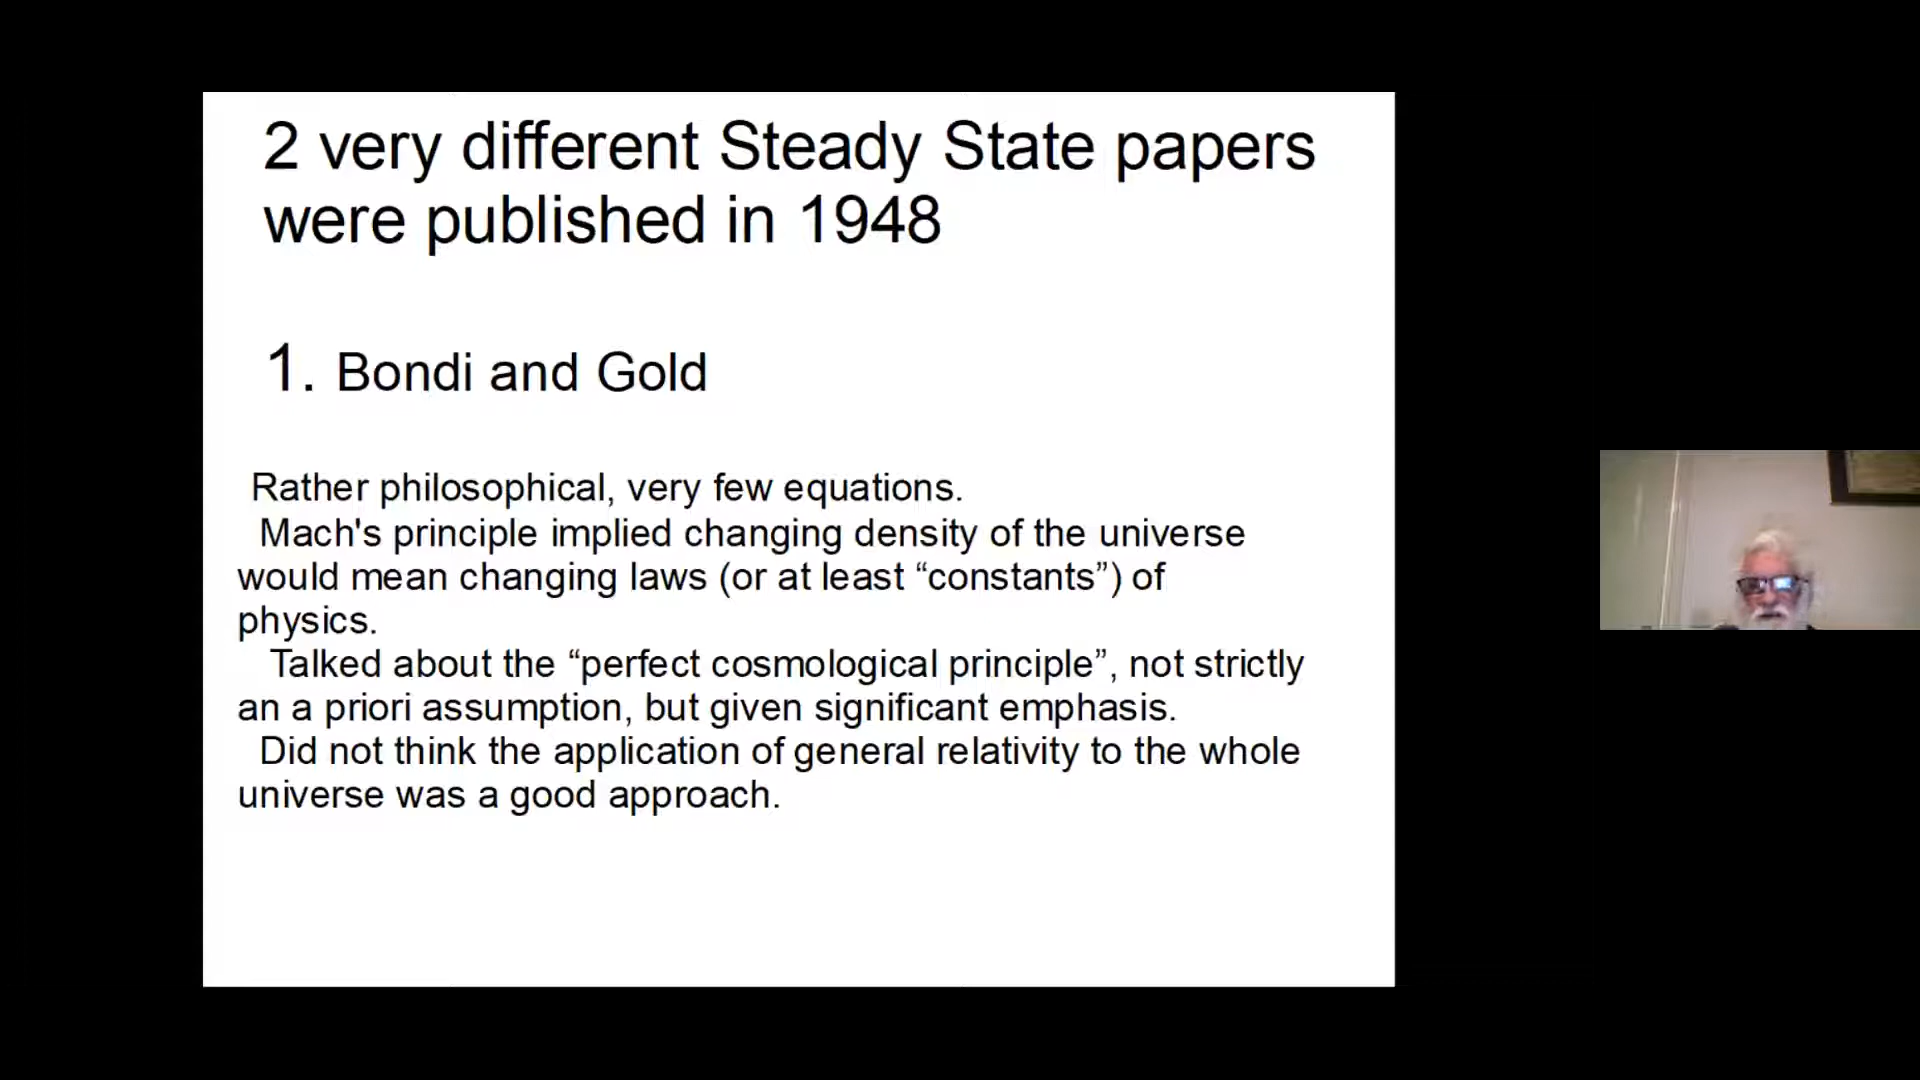 2 very different Steady State papers
were published in 1948
1. Bondi and Gold
Rather philosophical, very few equations.
Mach's principle implied changing density of the universe
would mean changing laws (or at least “constants”) of
physics.
Talked about the “perfect cosmological principle”, not strictly
an a priori assumption, but given significant emphasis.
Did not think the application of general relativity to the whole
universe was a good approach.